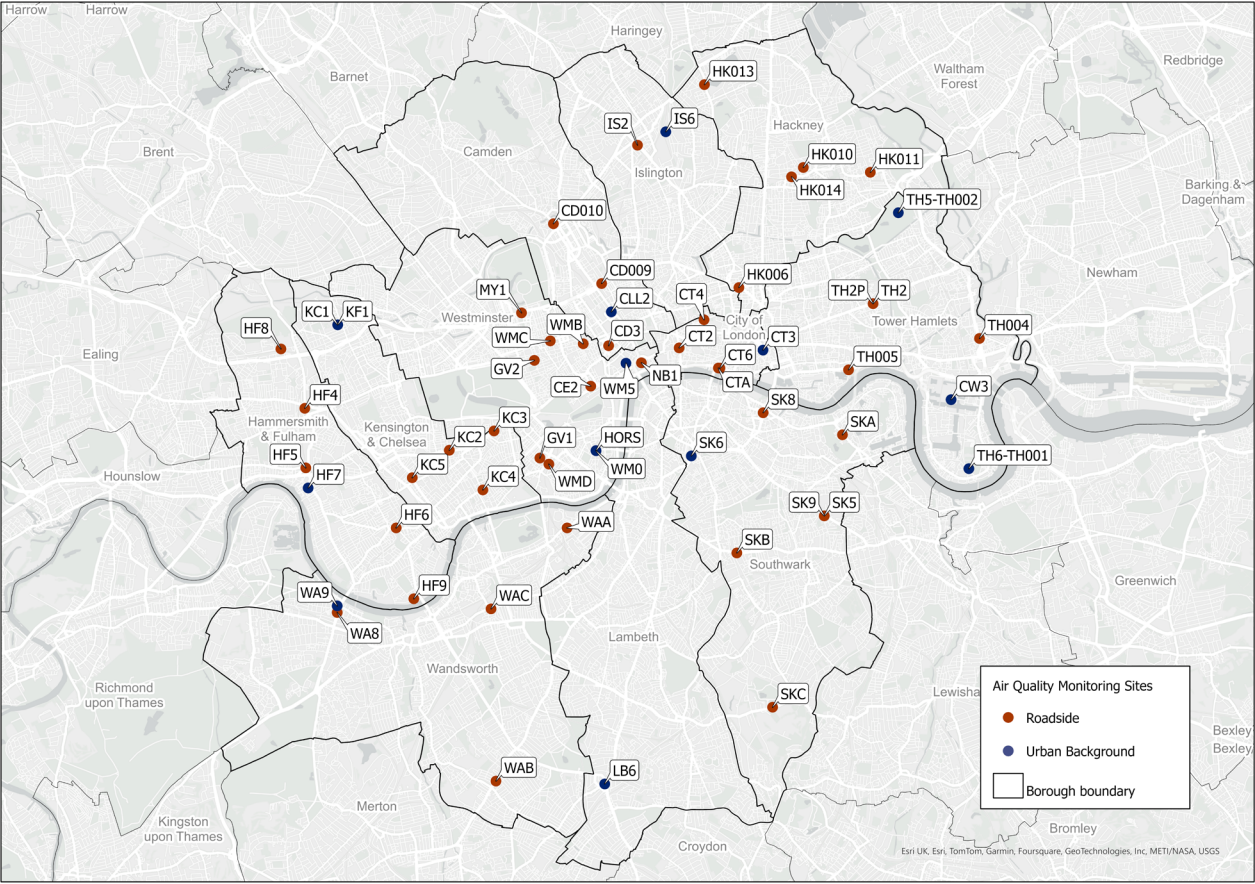 Harrow
Harrow
Haringey
Barnet
Redbridge
Waltham
Forest
HK013
IS2
IS6
Hackney
Camden
Brent
Islington
HK010
HK011
HK014
Barking &
Dagenham
TH5-TH002
CD010
Newham
CD009
HK006
MY1
CLL2
CT4
TH2P
TH2
KC1
KF1
Westminster
WMB
City of
London
Tower Hamlets
TH004
HF8
WMC
CD3
CT2
CT3
Ealing
GV2
NB1
CT6
TH005
CTA
CE2
WM5
CW3
HF4
SK8
Hammersmith
& Fulham
Kensington
& Chelsea
KC3
SKA
KC2
GV1
HORS
SK6
HF5
TH6-TH001
HF7
KC5
KC4
WMD
WM0
Hounslow
SK9
SK5
HF6
WAA
SKB
Southwark
Greenwich
HF9
WA9
WAC
WA8
Lambeth
Wandsworth
Richmond
upon Thames
SKC
Lewisha
Air Quality Monitoring Sites
Roadside
Urban Background
Borough boundary
Bexley
Bexley
WAB
LB6
Merton
Kingston
upon Thames
Croydon
Bromley
Esri UK, Esri, TomTom, Garmin, Foursquare, GeoTechnologies, Inc, METI/NASA, USGS